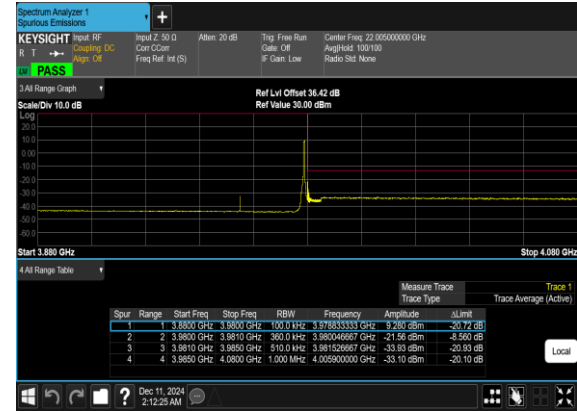 Spectrum Analyzer 1
Spurious Emissions
+
KEYSIGHT Input: RF Input Z: 50 Ω Atten: 20 dB Trig: Free Run Center Freq: 22.005000000 GHz
R T Coupling: DC Corr CCorr Gate: Off Avg|Hold: 100/100
Align: Off Freq Ref: Int (S) IF Gain: Low Radio Std: None
LW PASS
3 All Range Graph Ref Lvl Offset 36.42 dB
Scale/Div 10.0 dB Ref Value 30.00 dBm
Log
20.0
10.0
0.00
-10.0
-20.0
-30.0
-40.0
-50.0
-60.0
Start 3.880 GHz Stop 4.080 GHz
4 All Range Table
Measure Trace Trace 1
Trace Type Trace Average (Active)
Spur Range Start Freq Stop Freq RBW Frequency Amplitude ΔLimit
1 1 3.8800 GHz 3.9800 GHz 100.0 kHz 3.978833333 GHz 9.280 dBm -20.72 dB
2 2 3.9800 GHz 3.9810 GHz 360.0 kHz 3.980046667 GHz -21.56 dBm -8.560 dB
3 3 3.9810 GHz 3.9850 GHz 510.0 kHz 3.981526667 GHz -33.93 dBm -20.93 dB
4 4 3.9850 GHz 4.0800 GHz 1.000 MHz 4.005900000 GHz -33.10 dBm -20.10 dB
Local
? Dec 11, 2024
2:12:25 AM